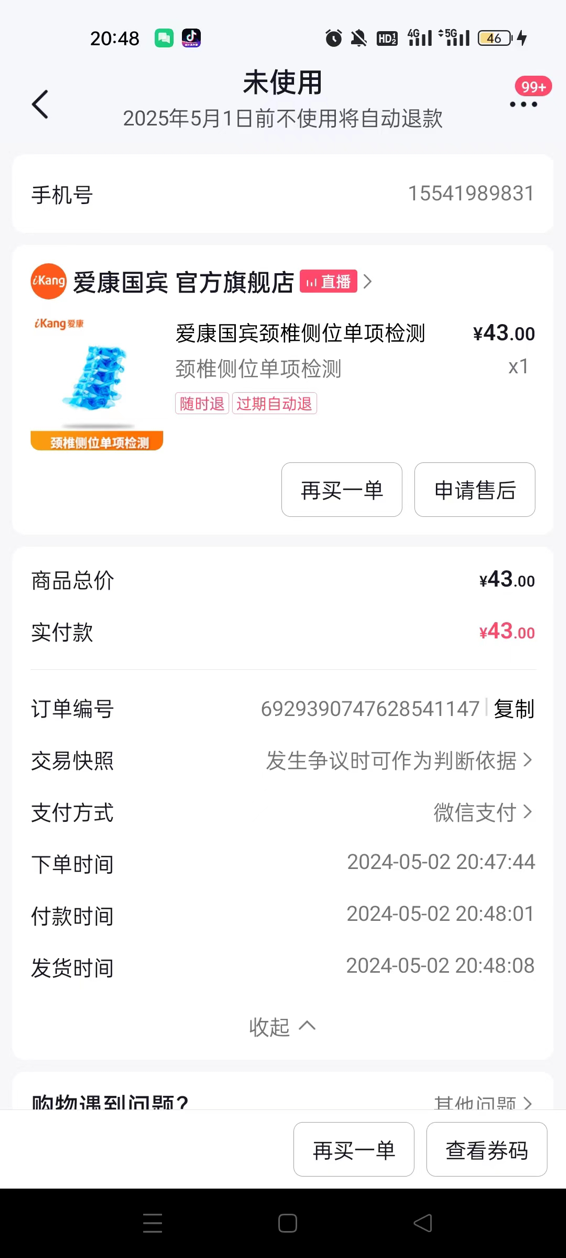 20:48
HD2 4G 5G 46
未使用
99+
2025年5月1日前不使用将自动退款
手机号 15541989831
iKang 爱康国宾 官方旗舰店 直播
iKang爱康
爱康国宾颈椎侧位单项检测 ¥43.00
颈椎侧位单项检测 x1
随时退 过期自动退
颈椎侧位单项检测
再买一单 申请售后
商品总价 ¥43.00
实付款 ¥43.00
订单编号 6929390747628541147 复制
交易快照 发生争议时可作为判断依据
支付方式 微信支付
下单时间 2024-05-02 20:47:44
付款时间 2024-05-02 20:48:01
发货时间 2024-05-02 20:48:08
收起
购物遇到问题? 其他问题
再买一单 查看券码